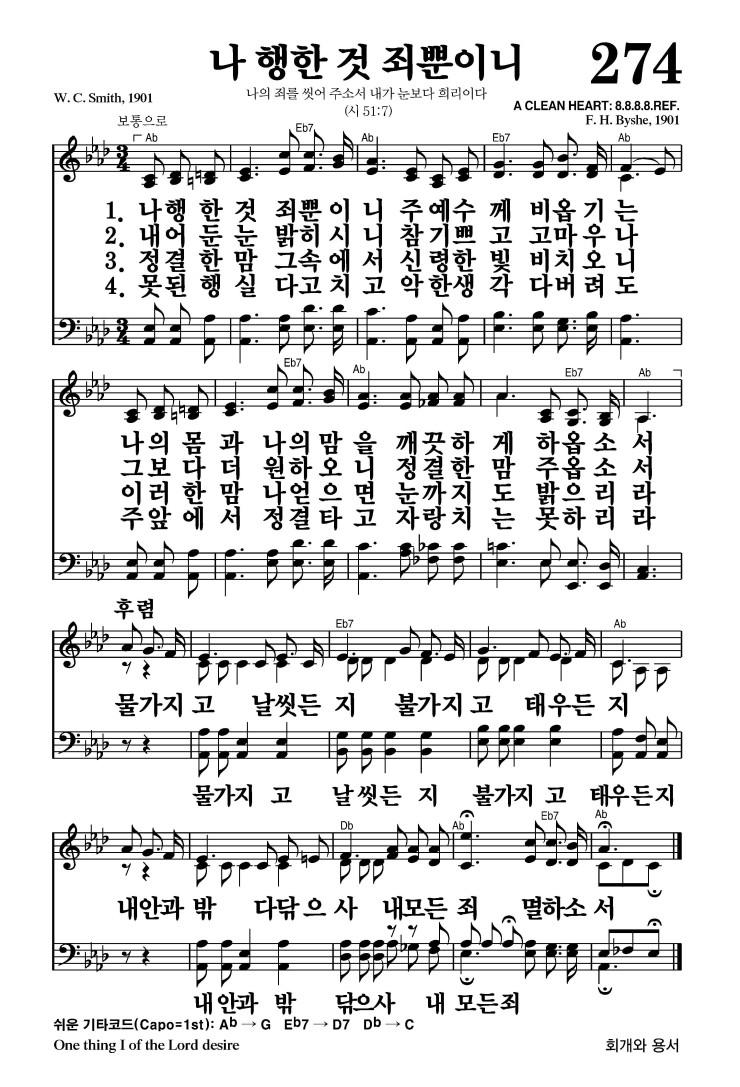 나 행한 것 죄뿐이니 274
나의 죄를 씻어 주소서 내가 눈보다 희리이다
(시 51:7)
W. C. Smith, 1901
A CLEAN HEART: 8.8.8.8.REF.
F. H. Byshe, 1901
보통으로
Ab Eb7 Ab Eb7 Ab
1. 나행 한 것 죄뿐이 니 주예수 께 비옵기 는
2. 내어 둔 눈 밝히시 니 참기쁘 고 고마우 나
3. 정결 한 맘 그속에 서 신령한 빛 비치오 니
4. 못된 행 실 다고치 고 악한생 각 다버려 도
Eb7 Ab Eb7 Ab
나의 몸 과 나의맘 을 깨끗하 게 하옵소 서
그보 다 더 원하오 니 정결한 맘 주옵소 서
이러 한 맘 나얻으 면 눈까지 도 밝으리 라
주앞 에 서 정결타 고 자랑치 는 못하리 라
후렴
Eb7 Ab
물가지 고 날씻든 지 불가지 고 태우든 지
물가지 고 날씻든 지 불가지 고 태우든지
Db Ab Eb7 Ab
내안과 밖 다닦으 사 내모든 죄 멸하소 서
내안과 밖 닦으사 내 모든죄
쉬운 기타코드(Capo=1st): Ab → G Eb7 → D7 Db → C
One thing I of the Lord desire
회개와 용서